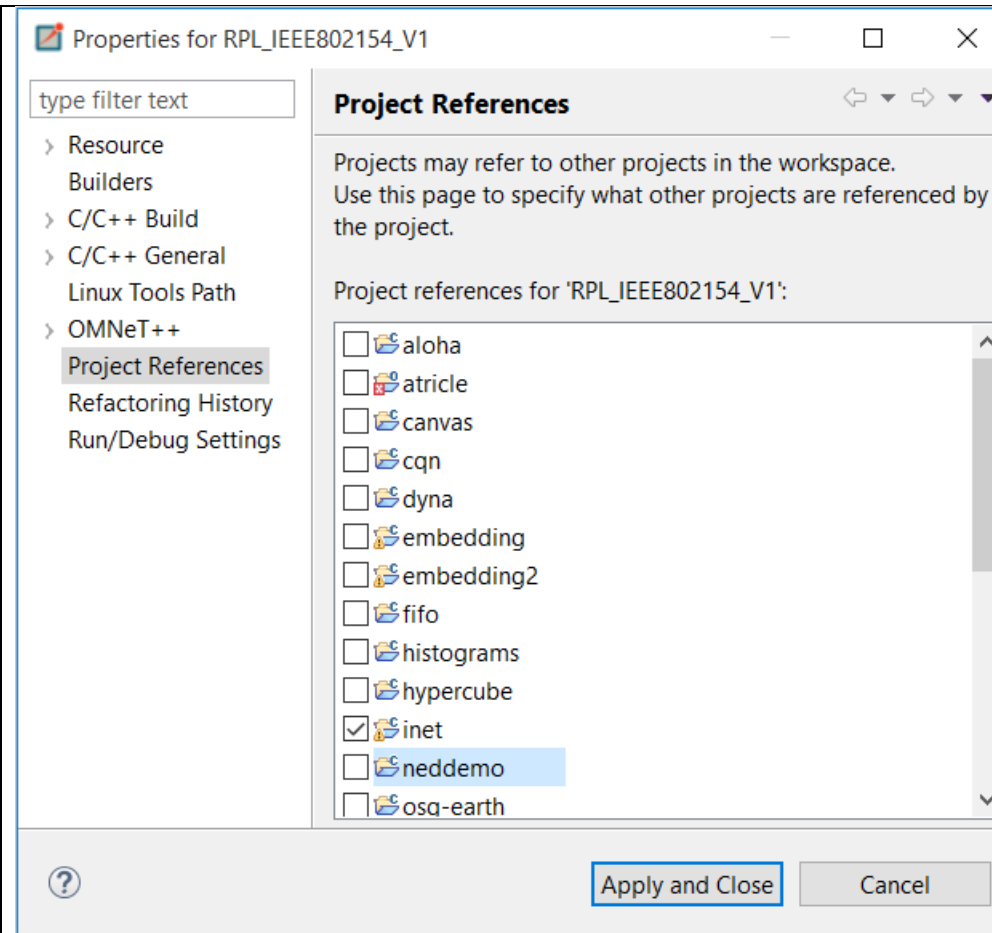 Properties for RPL_IEEE802154_V1
type filter text
Resource
Builders
C/C++ Build
C/C++ General
Linux Tools Path
OMNeT++
Project References
Refactoring History
Run/Debug Settings
Project References
Projects may refer to other projects in the workspace.
Use this page to specify what other projects are referenced by
the project.
Project references for 'RPL_IEEE802154_V1':
aloha
atricle
canvas
cqn
dyna
embedding
embedding2
fifo
histograms
hypercube
inet
neddemo
osg-earth
Apply and Close
Cancel